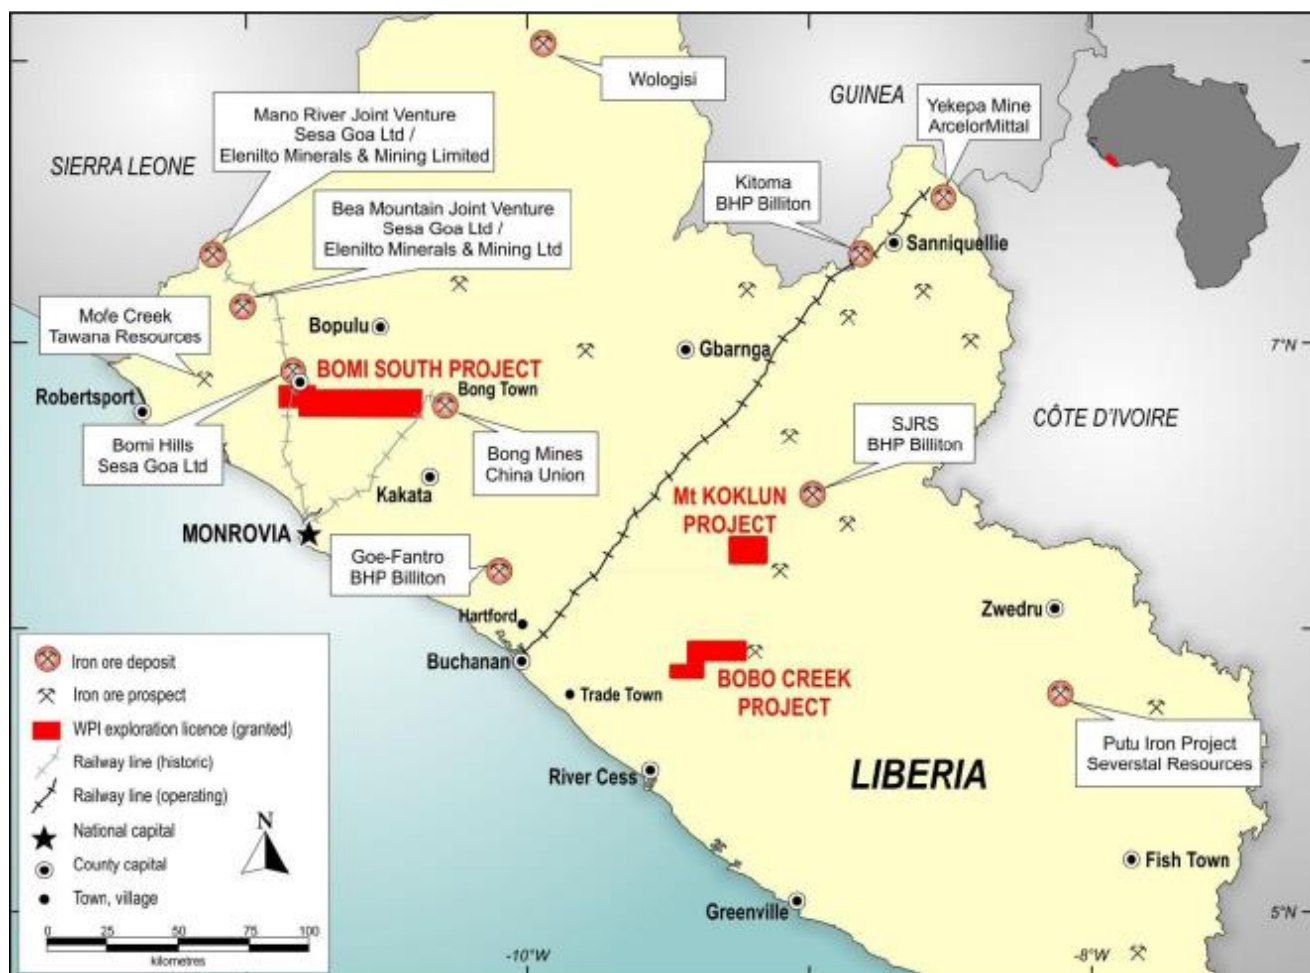 Wologisi
GUINEA
Yekepa Mine
ArcelorMittal
Mano River Joint Venture
Sesa Goa Ltd /
Elenilto Minerals & Mining Limited
SIERRA LEONE
Kitoma
BHP Billiton
Bea Mountain Joint Venture
Sesa Goa Ltd /
Elenilto Minerals & Mining Ltd
Sanniquellie
Mofe Creek
Tawana Resources
Bopulu
Gbarnga
7°N
BOMI SOUTH PROJECT
Bong Town
Robertsport
CÔTE D'IVOIRE
Bomi Hills
Sesa Goa Ltd
Bong Mines
China Union
SJRS
BHP Billiton
Kakata
Mt KOKLUN
PROJECT
MONROVIA
Goe-Fantro
BHP Billiton
Hartford
Zwedru
Buchanan
Trade Town
BOBO CREEK
PROJECT
Putu Iron Project
Severstal Resources
River Cess
LIBERIA
Fish Town
Greenville
5°N
-10°W
-8°W
Iron ore deposit
Iron ore prospect
WPI exploration licence (granted)
Railway line (historic)
Railway line (operating)
National capital
N
County capital
Town, village
0 25 50 75 100
kilometres